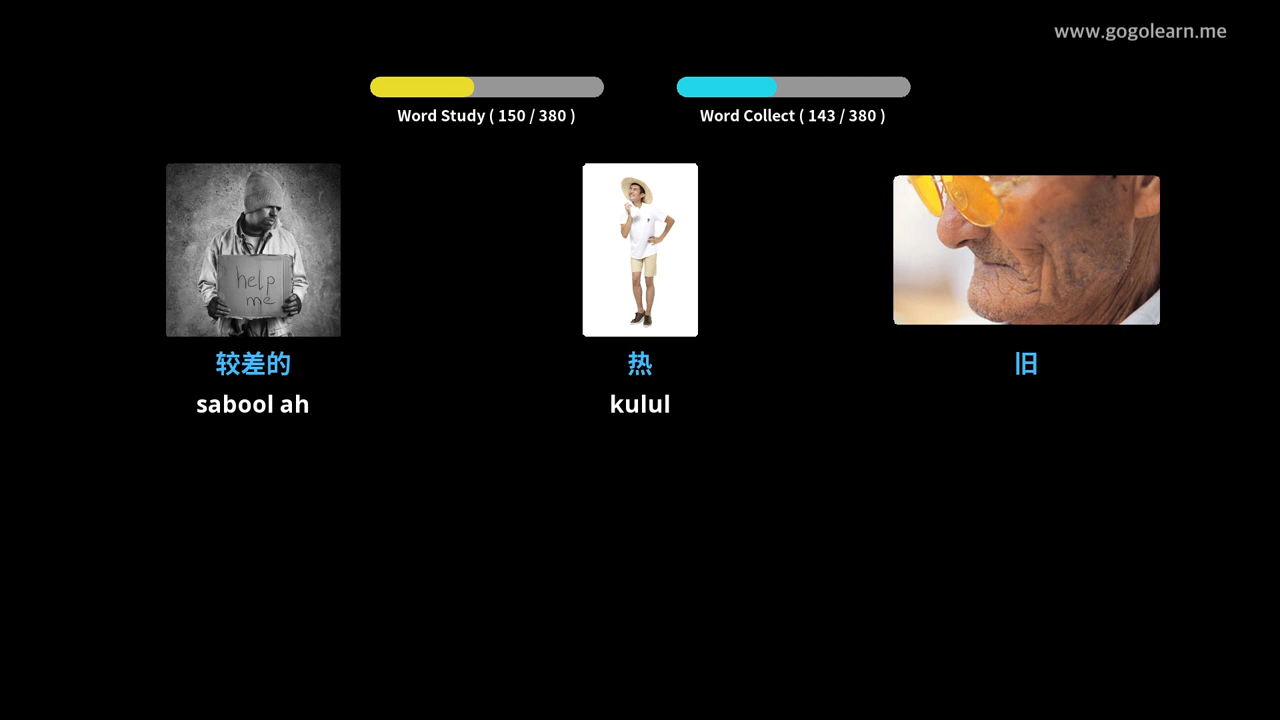 www.gogolearn.me
Word Study ( 150 / 380 )
Word Collect ( 143 / 380 )
help
me
较差的
热
旧
sabool ah
kulul